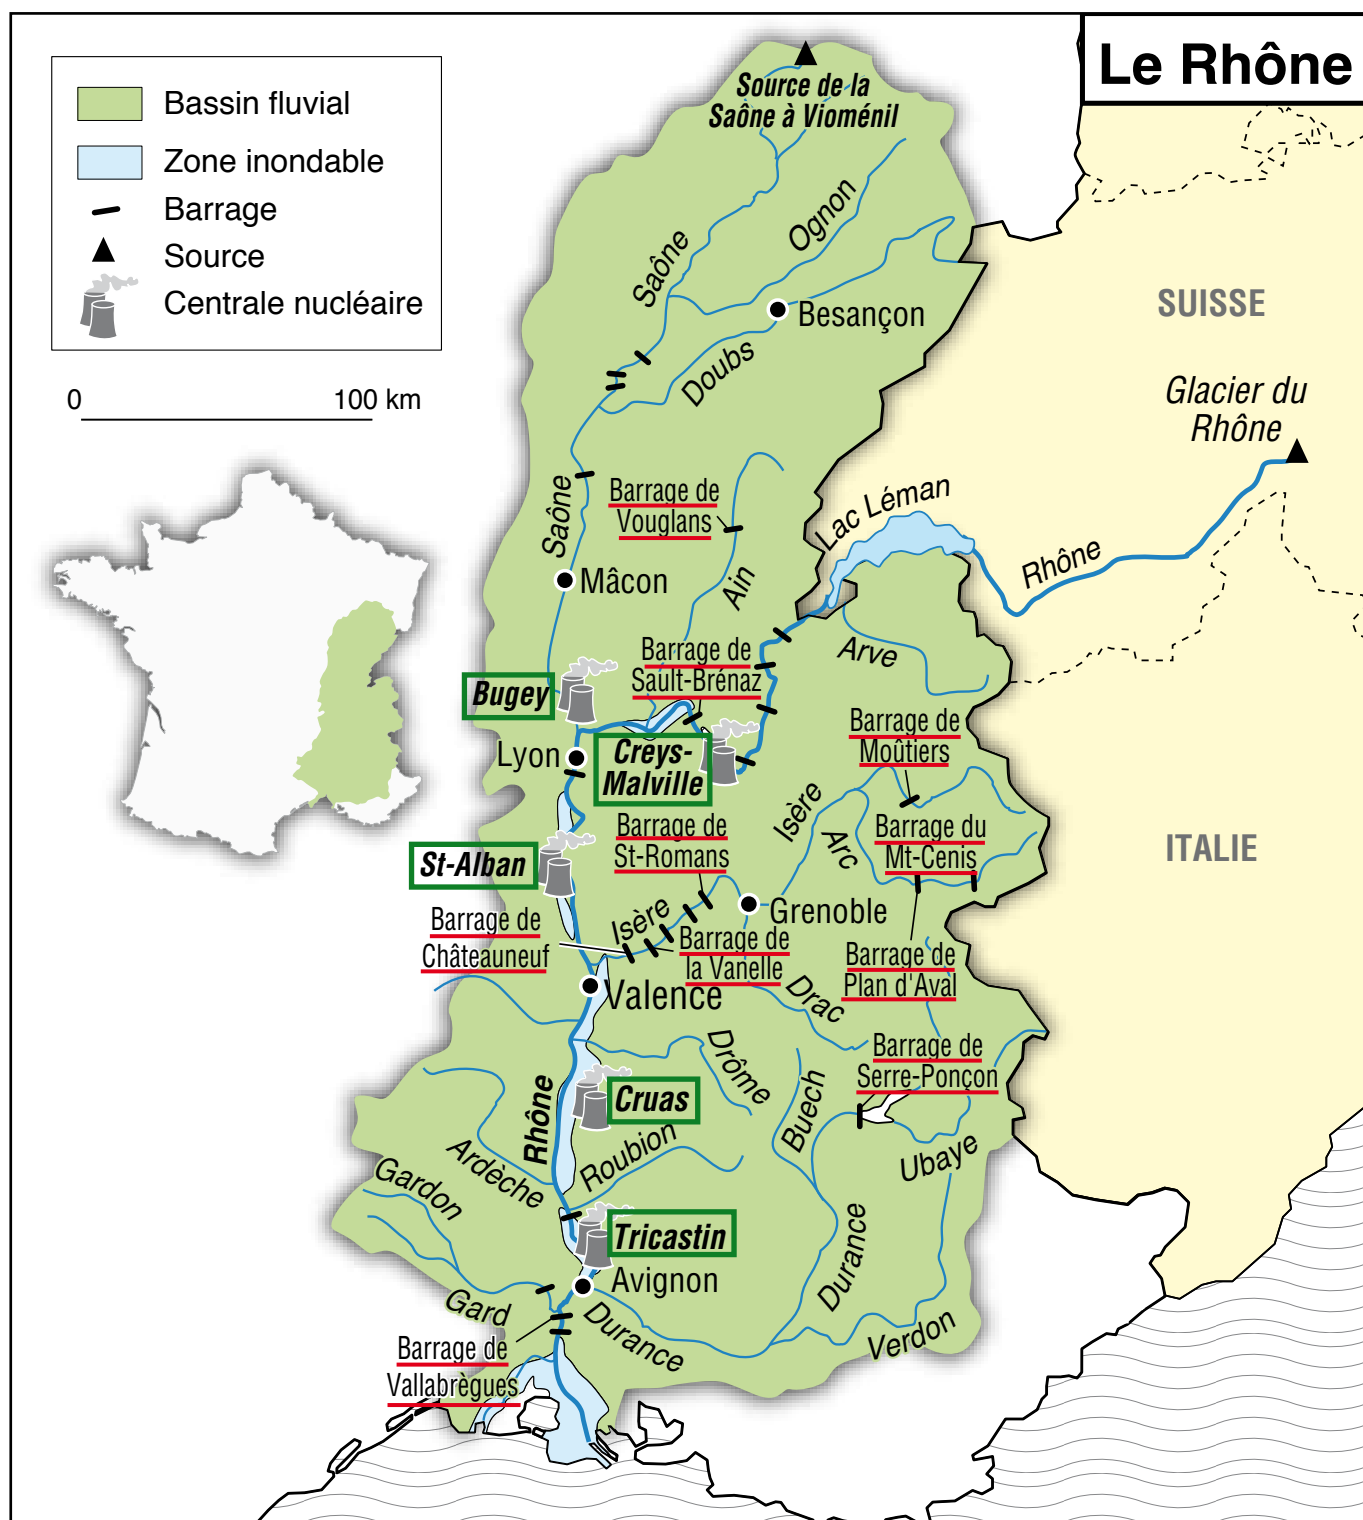 Le Rhône
Bassin fluvial
Zone inondable
Barrage
Source
Centrale nucléaire
0
100 km
Source de la
Saône à Vioménil
Saône
Ognon
Besançon
Doubs
SUISSE
Glacier du
Rhône
Saône
Barrage de
Vouglans
Lac Léman
Rhône
Mâcon
Ain
Arve
Barrage de
Sault-Brénaz
Bugey
Lyon
Creys-
Malville
Barrage de
Moûtiers
Isère
Arc
Barrage de
St-Romans
Barrage du
Mt-Cenis
ITALIE
St-Alban
Grenoble
Isère
Barrage de
Châteauneuf
Barrage de
la Vanelle
Barrage de
Plan d'Aval
Valence
Drac
Drôme
Barrage de
Serre-Ponçon
Rhône
Cruas
Buech
Ardèche
Roubion
Ubaye
Gardon
Tricastin
Durance
Avignon
Gard
Durance
Verdon
Barrage de
Vallabrègues